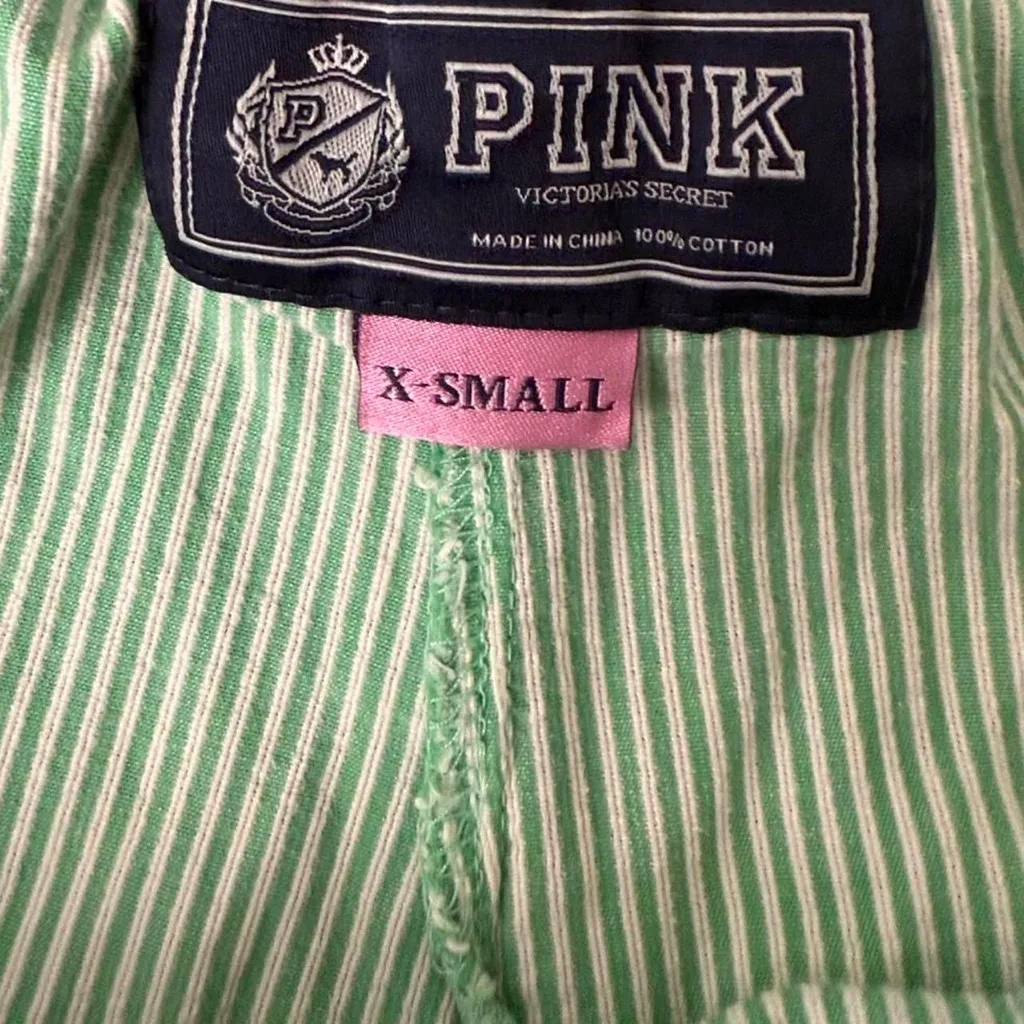 P
PINK
VICTORIA'S SECRET
MADE IN CHINA 100% COTTON
X-SMALL